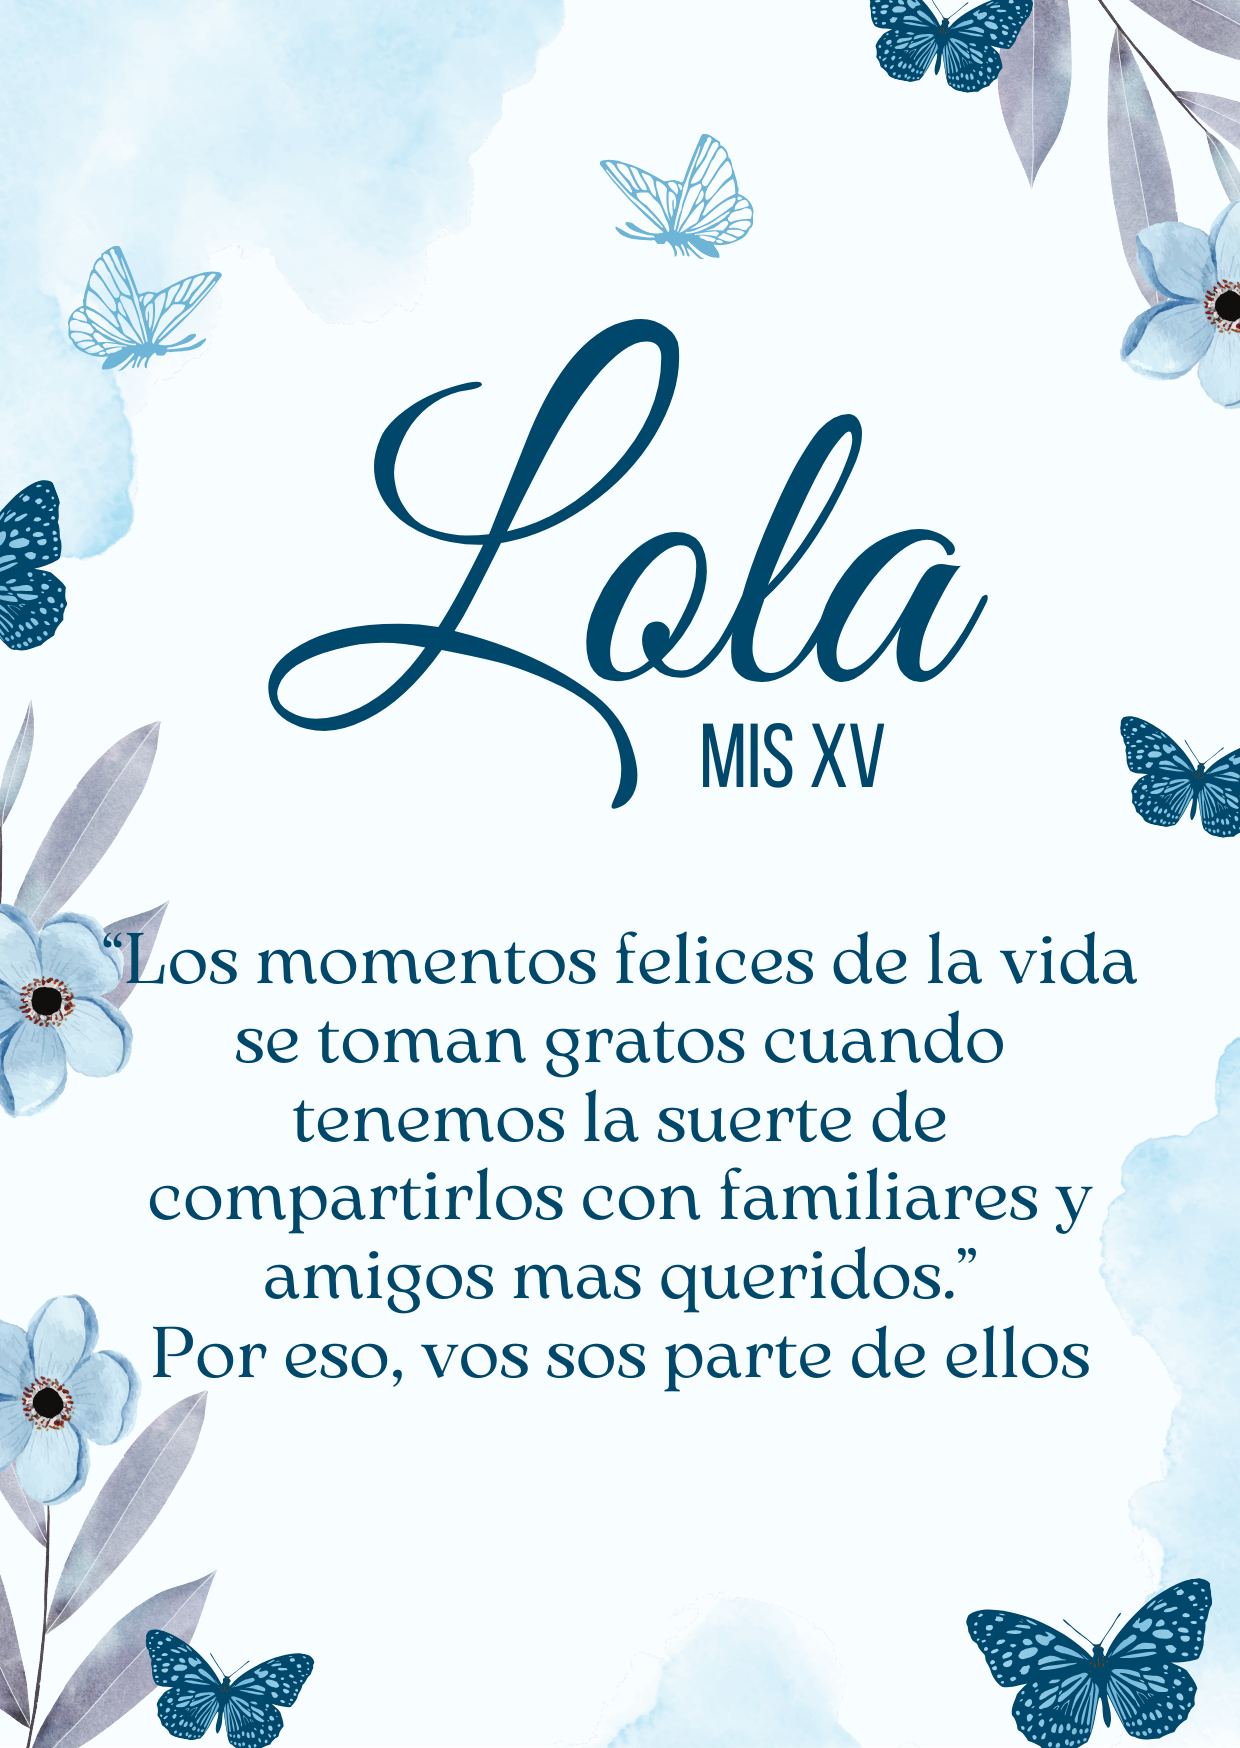 Lola
MIS XV
“Los momentos felices de la vida
se toman gratos cuando
tenemos la suerte de
compartirlos con familiares y
amigos mas queridos.”
Por eso, vos sos parte de ellos